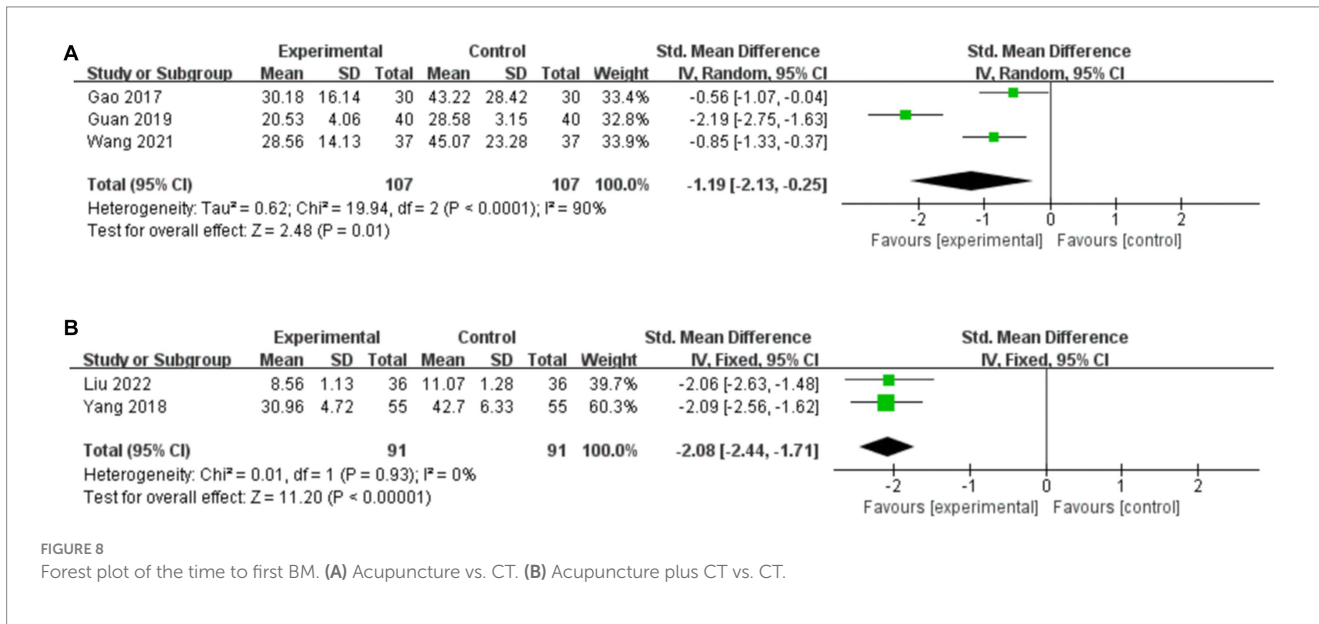 A
Experimental Control Std. Mean Difference Std. Mean Difference
Study or Subgroup Mean SD Total Mean SD Total Weight IV, Random, 95% CI IV, Random, 95% CI
Gao 2017 30.18 16.14 30 43.22 28.42 30 33.4% -0.56 [-1.07, -0.04]
Guan 2019 20.53 4.06 40 28.58 3.15 40 32.8% -2.19 [-2.75, -1.63]
Wang 2021 28.56 14.13 37 45.07 23.28 37 33.9% -0.85 [-1.33, -0.37]
Total (95% CI) 107 107 100.0% -1.19 [-2.13, -0.25]
Heterogeneity: Tau² = 0.62; Chi² = 19.94, df = 2 (P < 0.0001); I² = 90%
Test for overall effect: Z = 2.48 (P = 0.01)
-2 -1 0 1 2
Favours [experimental] Favours [control]
B
Experimental Control Std. Mean Difference Std. Mean Difference
Study or Subgroup Mean SD Total Mean SD Total Weight IV, Fixed, 95% CI IV, Fixed, 95% CI
Liu 2022 8.56 1.13 36 11.07 1.28 36 39.7% -2.06 [-2.63, -1.48]
Yang 2018 30.96 4.72 55 42.7 6.33 55 60.3% -2.09 [-2.56, -1.62]
Total (95% CI) 91 91 100.0% -2.08 [-2.44, -1.71]
Heterogeneity: Chi² = 0.01, df = 1 (P = 0.93); I² = 0%
Test for overall effect: Z = 11.20 (P < 0.00001)
-2 -1 0 1 2
Favours [experimental] Favours [control]
FIGURE 8
Forest plot of the time to first BM. (A) Acupuncture vs. CT. (B) Acupuncture plus CT vs. CT.